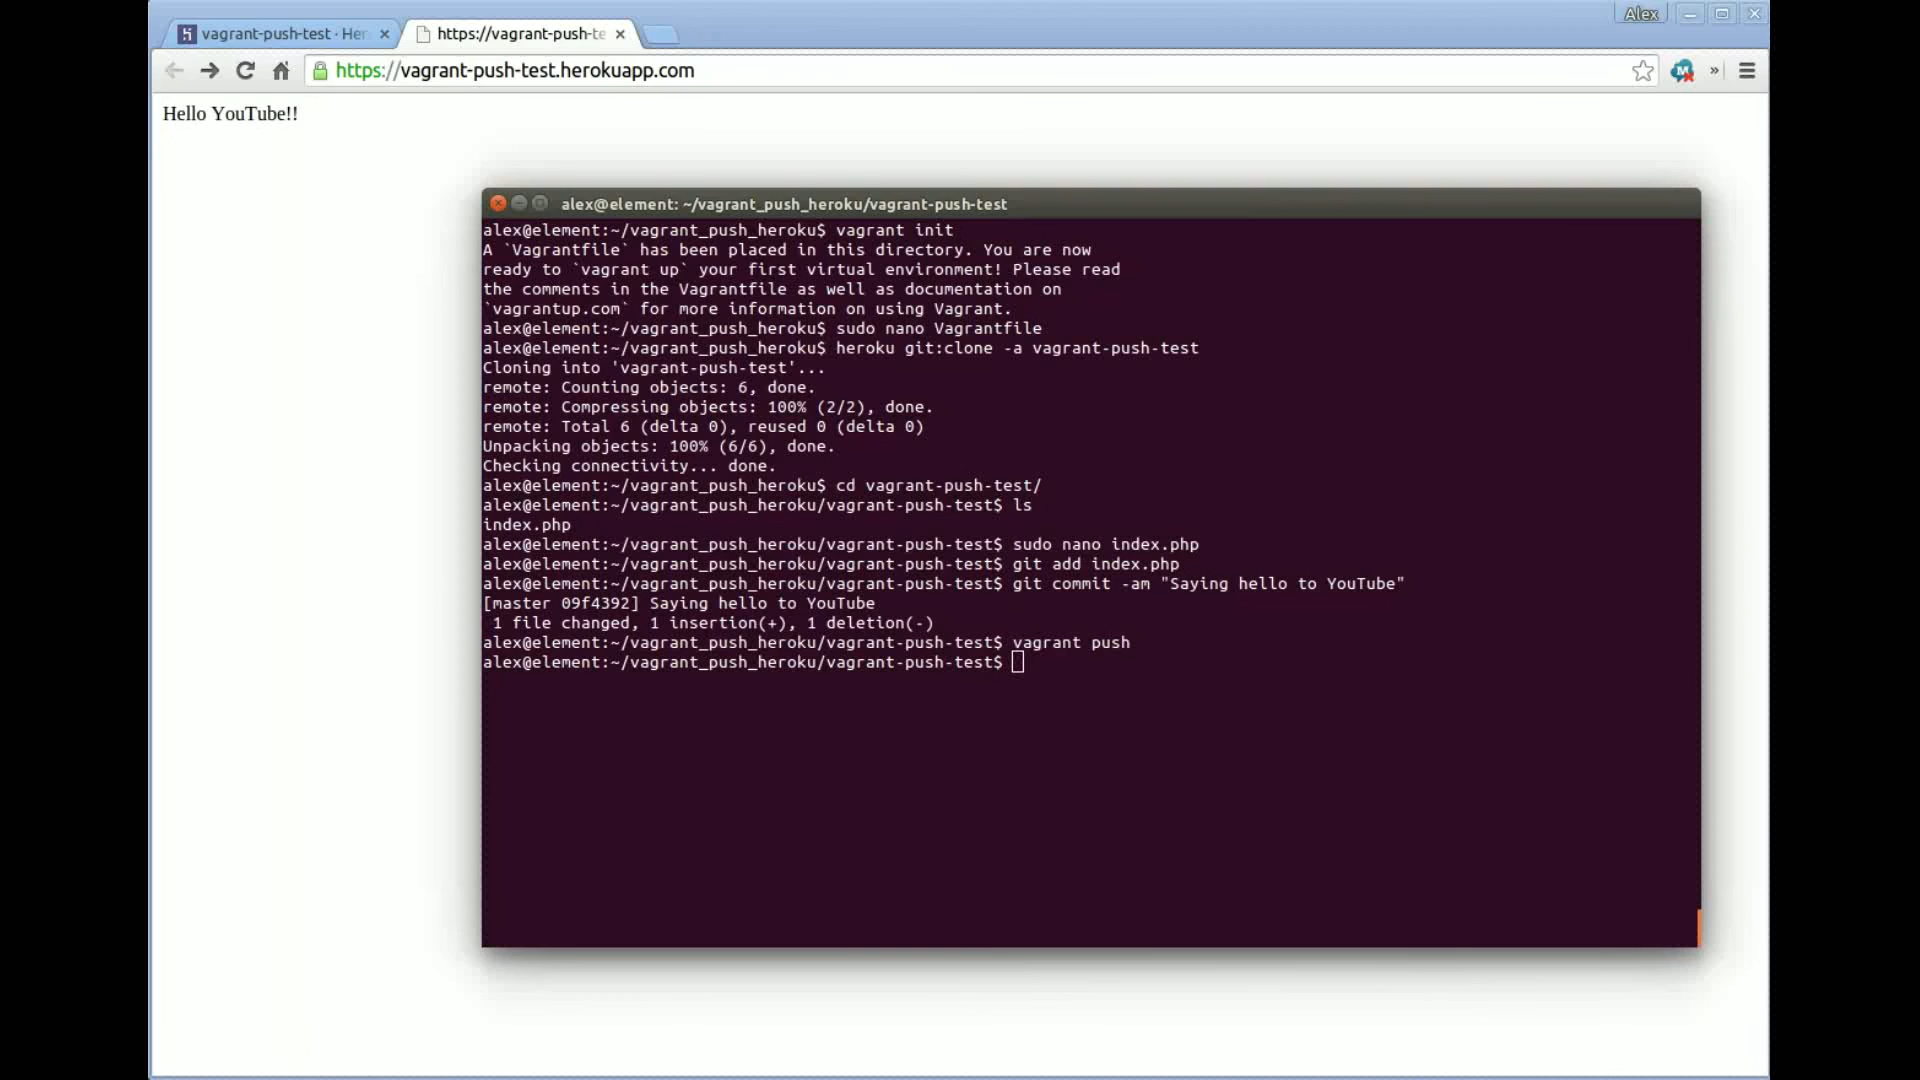 Alex
vagrant-push-test · Her
https://vagrant-push-te
https://vagrant-push-test.herokuapp.com
Hello YouTube!!
alex@element: ~/vagrant_push_heroku/vagrant-push-test
alex@element:~/vagrant_push_heroku$ vagrant init
A `Vagrantfile` has been placed in this directory. You are now
ready to `vagrant up` your first virtual environment! Please read
the comments in the Vagrantfile as well as documentation on
`vagrantup.com` for more information on using Vagrant.
alex@element:~/vagrant_push_heroku$ sudo nano Vagrantfile
alex@element:~/vagrant_push_heroku$ heroku git:clone -a vagrant-push-test
Cloning into 'vagrant-push-test'...
remote: Counting objects: 6, done.
remote: Compressing objects: 100% (2/2), done.
remote: Total 6 (delta 0), reused 0 (delta 0)
Unpacking objects: 100% (6/6), done.
Checking connectivity... done.
alex@element:~/vagrant_push_heroku$ cd vagrant-push-test/
alex@element:~/vagrant_push_heroku/vagrant-push-test$ ls
index.php
alex@element:~/vagrant_push_heroku/vagrant-push-test$ sudo nano index.php
alex@element:~/vagrant_push_heroku/vagrant-push-test$ git add index.php
alex@element:~/vagrant_push_heroku/vagrant-push-test$ git commit -am "Saying hello to YouTube"
[master 09f4392] Saying hello to YouTube
 1 file changed, 1 insertion(+), 1 deletion(-)
alex@element:~/vagrant_push_heroku/vagrant-push-test$ vagrant push
alex@element:~/vagrant_push_heroku/vagrant-push-test$